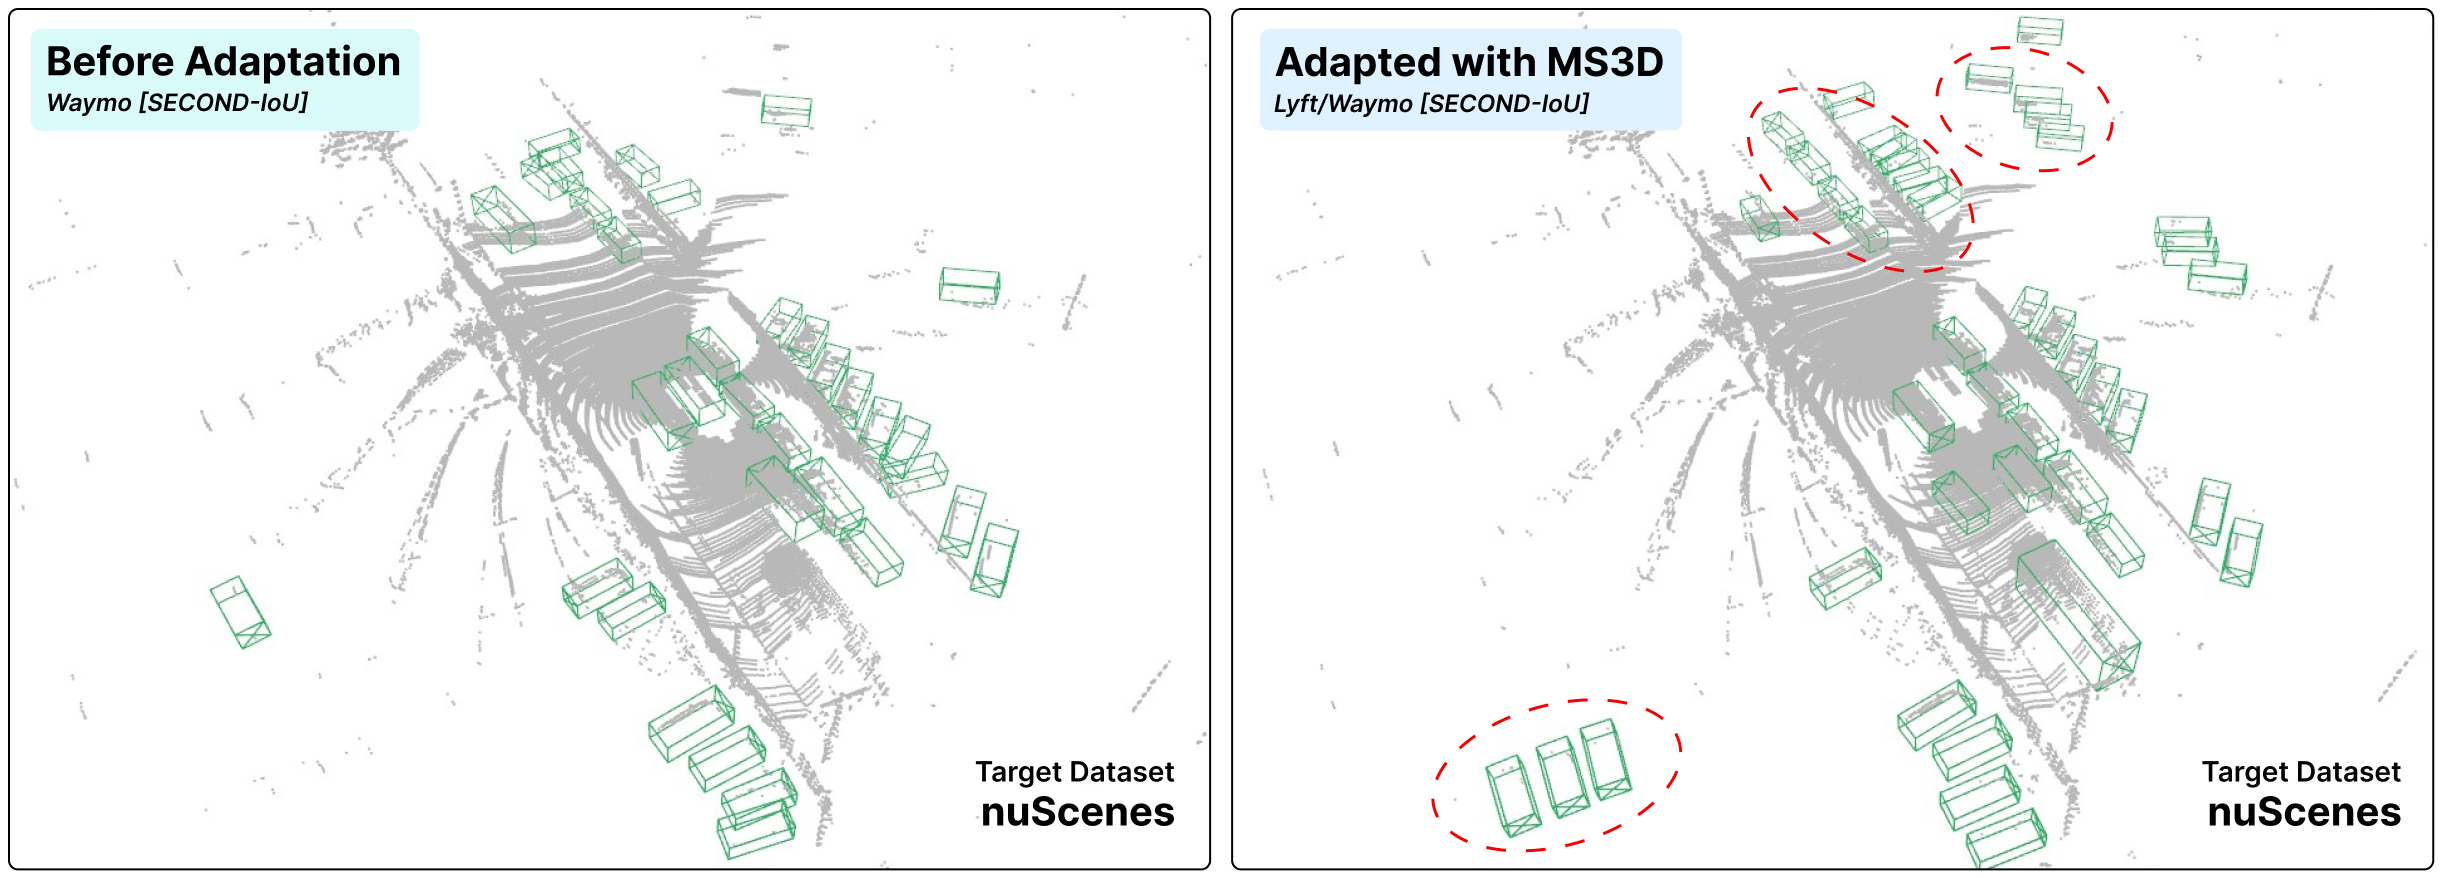 Before Adaptation
Waymo [SECOND-IoU]
Target Dataset
nuScenes
Adapted with MS3D
Lyft/Waymo [SECOND-IoU]
Target Dataset
nuScenes